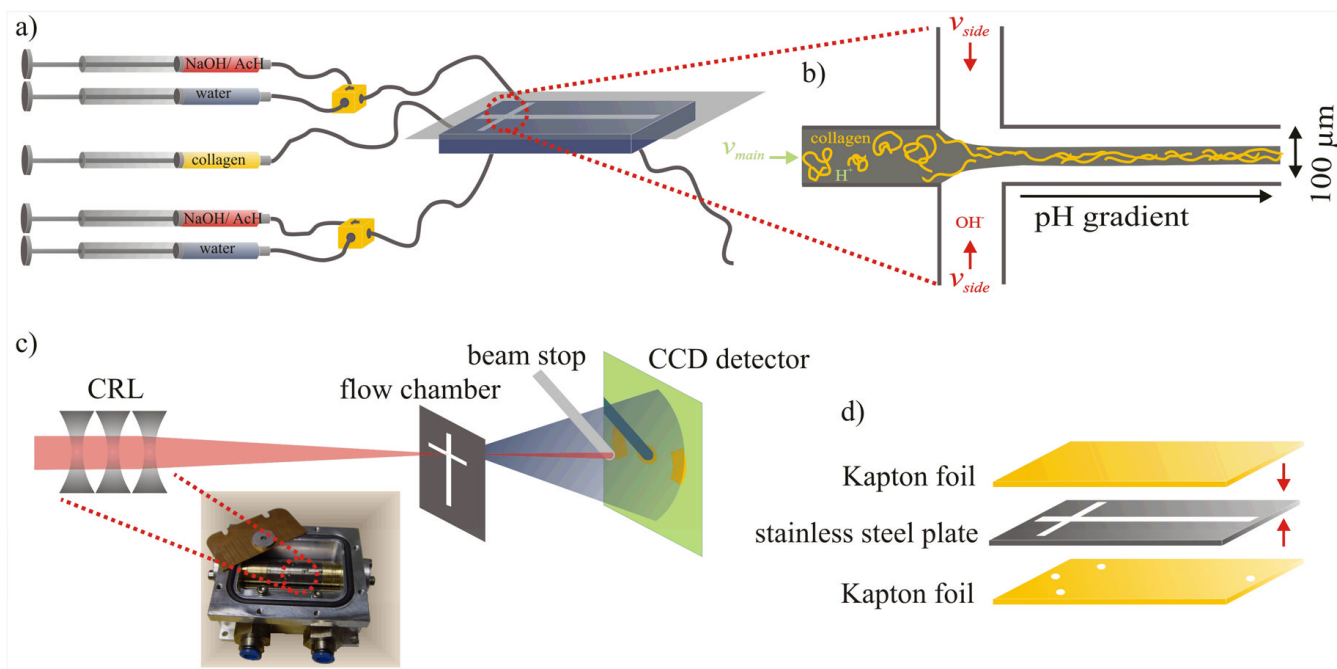 a)
NaOH/ AcH
water
collagen
NaOH/ AcH
water
b)
v_side
collagen
v_main
H⁺
OH⁻
v_side
pH gradient
100 µm
c)
CRL
flow chamber
beam stop
CCD detector
d)
Kapton foil
stainless steel plate
Kapton foil